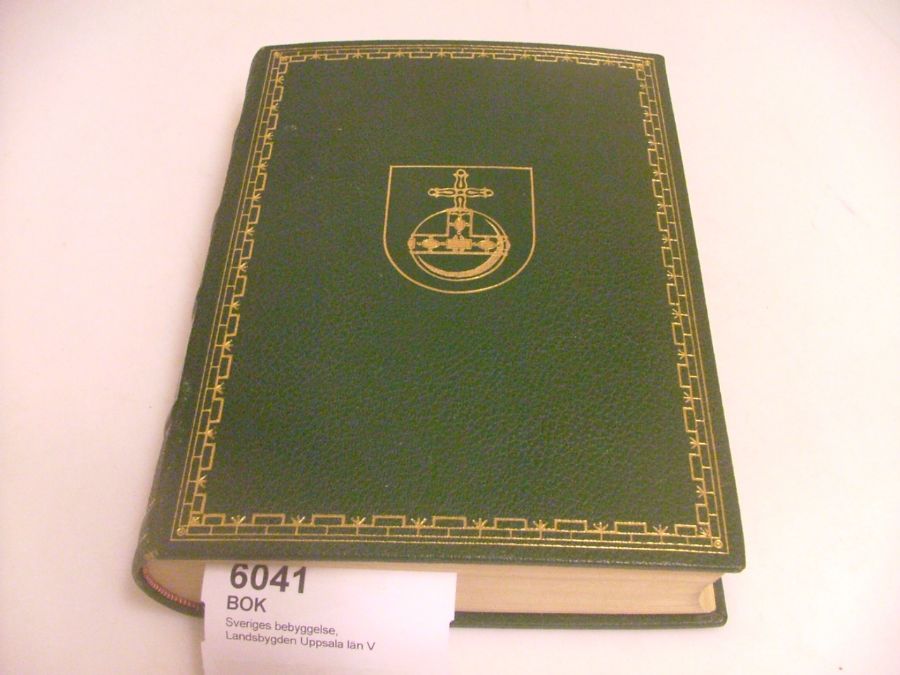 6041
BOK
Sveriges bebyggelse,
Landsbygden Uppsala län V